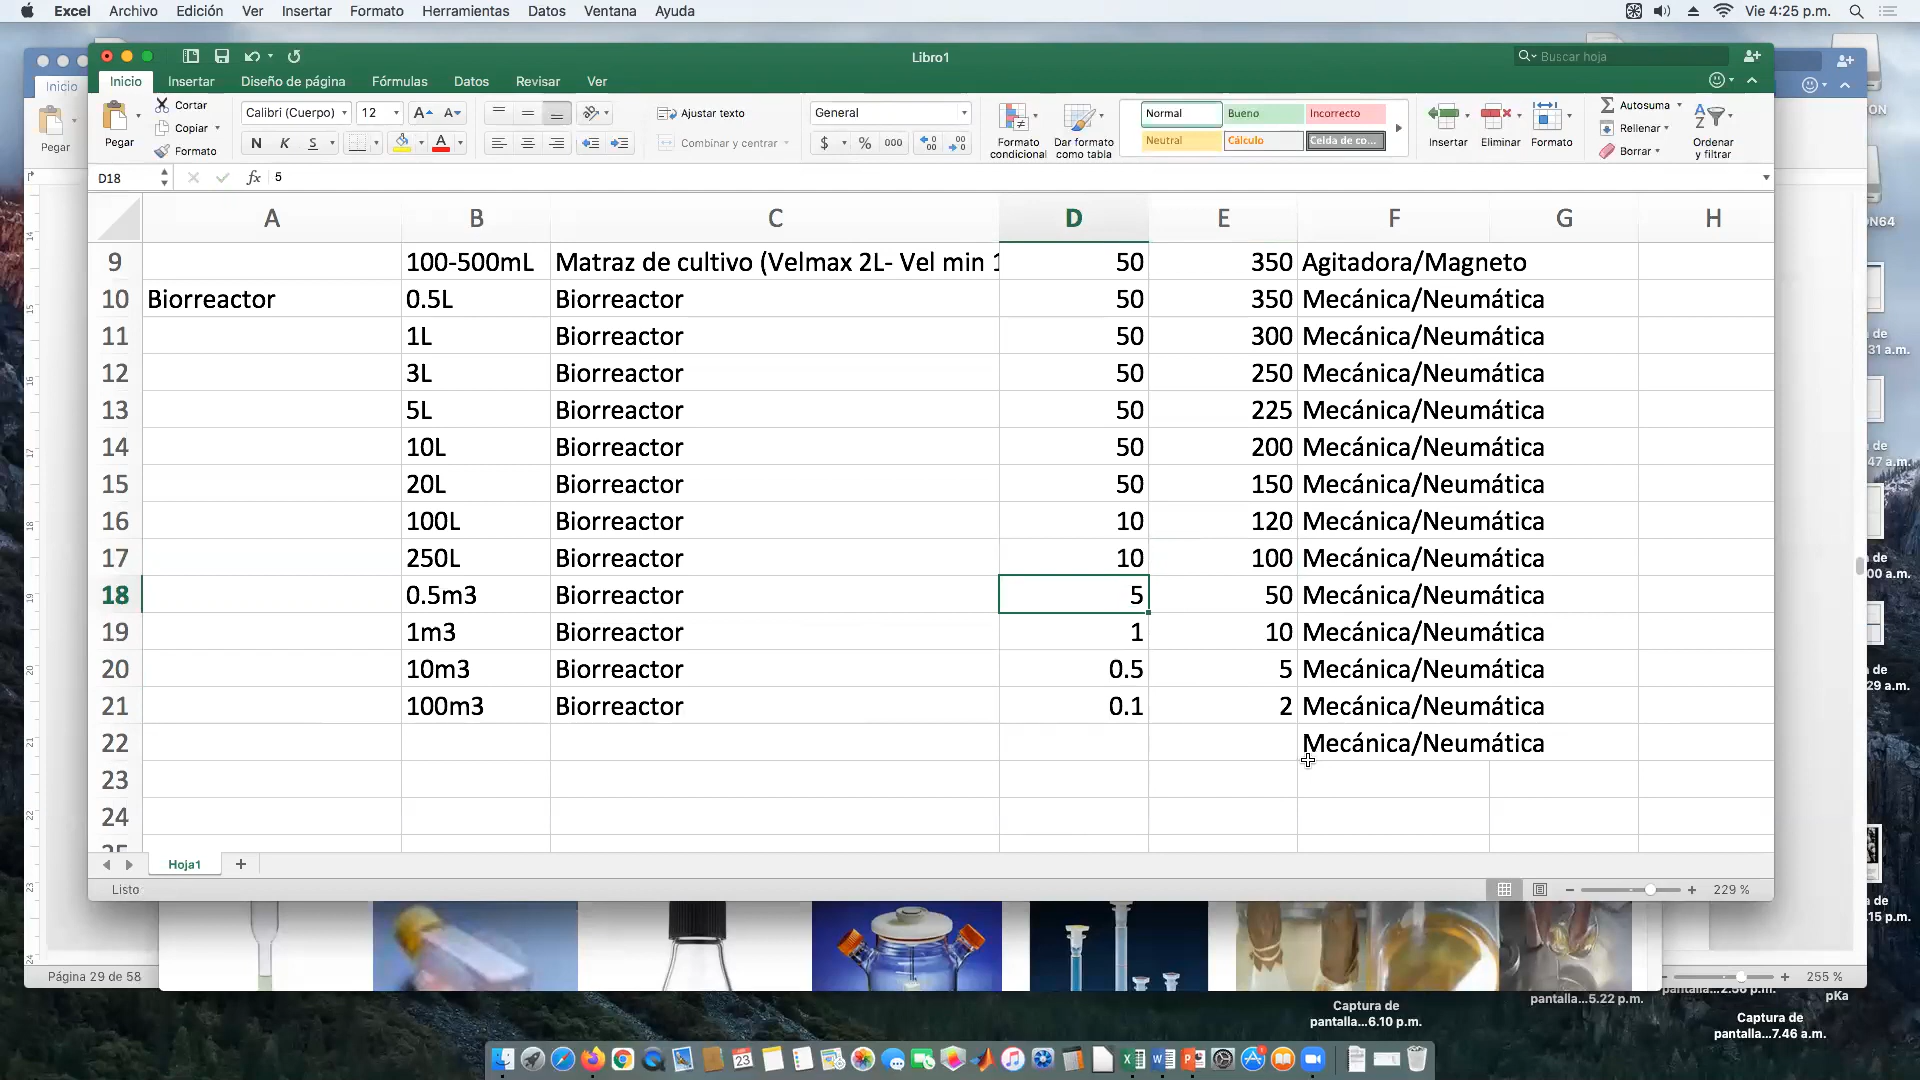 Excel Archivo Edición Ver Insertar Formato Herramientas Datos Ventana Ayuda Vie 4:25 p.m.
Libro1
Buscar hoja
Inicio
Inicio Insertar Diseño de página Fórmulas Datos Revisar Ver
Pegar
Pegar
Cortar
Copiar
Formato
Calibri (Cuerpo) 12
N K S
Ajustar texto
Combinar y centrar
General
$ % 000
Formato condicional
Dar formato como tabla
Normal Bueno Incorrecto
Neutral Cálculo Celda de co...
Insertar Eliminar Formato
Autosuma
Rellenar
Borrar
Ordenar y filtrar
D18 fx 5
A B C D E F G H
9 100-500mL Matraz de cultivo (Velmax 2L- Vel min 1 50 350 Agitadora/Magneto
10 Biorreactor 0.5L Biorreactor 50 350 Mecánica/Neumática
11 1L Biorreactor 50 300 Mecánica/Neumática
12 3L Biorreactor 50 250 Mecánica/Neumática
13 5L Biorreactor 50 225 Mecánica/Neumática
14 10L Biorreactor 50 200 Mecánica/Neumática
15 20L Biorreactor 50 150 Mecánica/Neumática
16 100L Biorreactor 10 120 Mecánica/Neumática
17 250L Biorreactor 10 100 Mecánica/Neumática
18 0.5m3 Biorreactor 5 50 Mecánica/Neumática
19 1m3 Biorreactor 1 10 Mecánica/Neumática
20 10m3 Biorreactor 0.5 5 Mecánica/Neumática
21 100m3 Biorreactor 0.1 2 Mecánica/Neumática
22 Mecánica/Neumática
23
24
Hoja1
Listo
229 %
Página 29 de 58
255 %
Captura de
pantalla...6.10 p.m.
pantalla...5.22 p.m.
pKa
Captura de
pantalla...7.46 a.m.